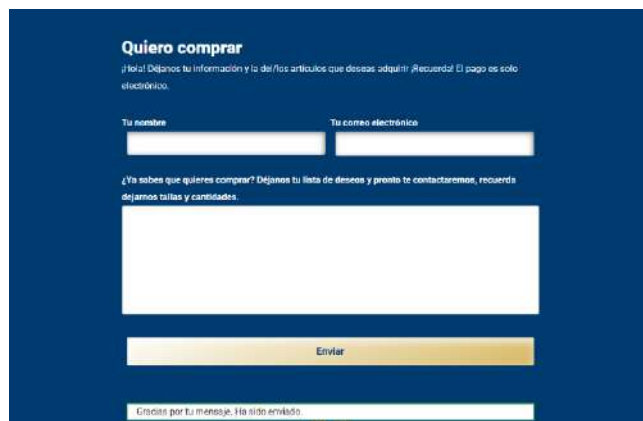 Quiero comprar
¡Hola! Déjanos tu información y la del/los artículos que deseas adquirir ¡Recuerda! El pago es solo
electrónico.
Tu nombre
Tu correo electrónico
¿Ya sabes que quieres comprar? Déjanos tu lista de deseos y pronto te contactaremos, recuerda
dejarnos tallas y cantidades.
Enviar
Gracias por tu mensaje. Ha sido enviado.